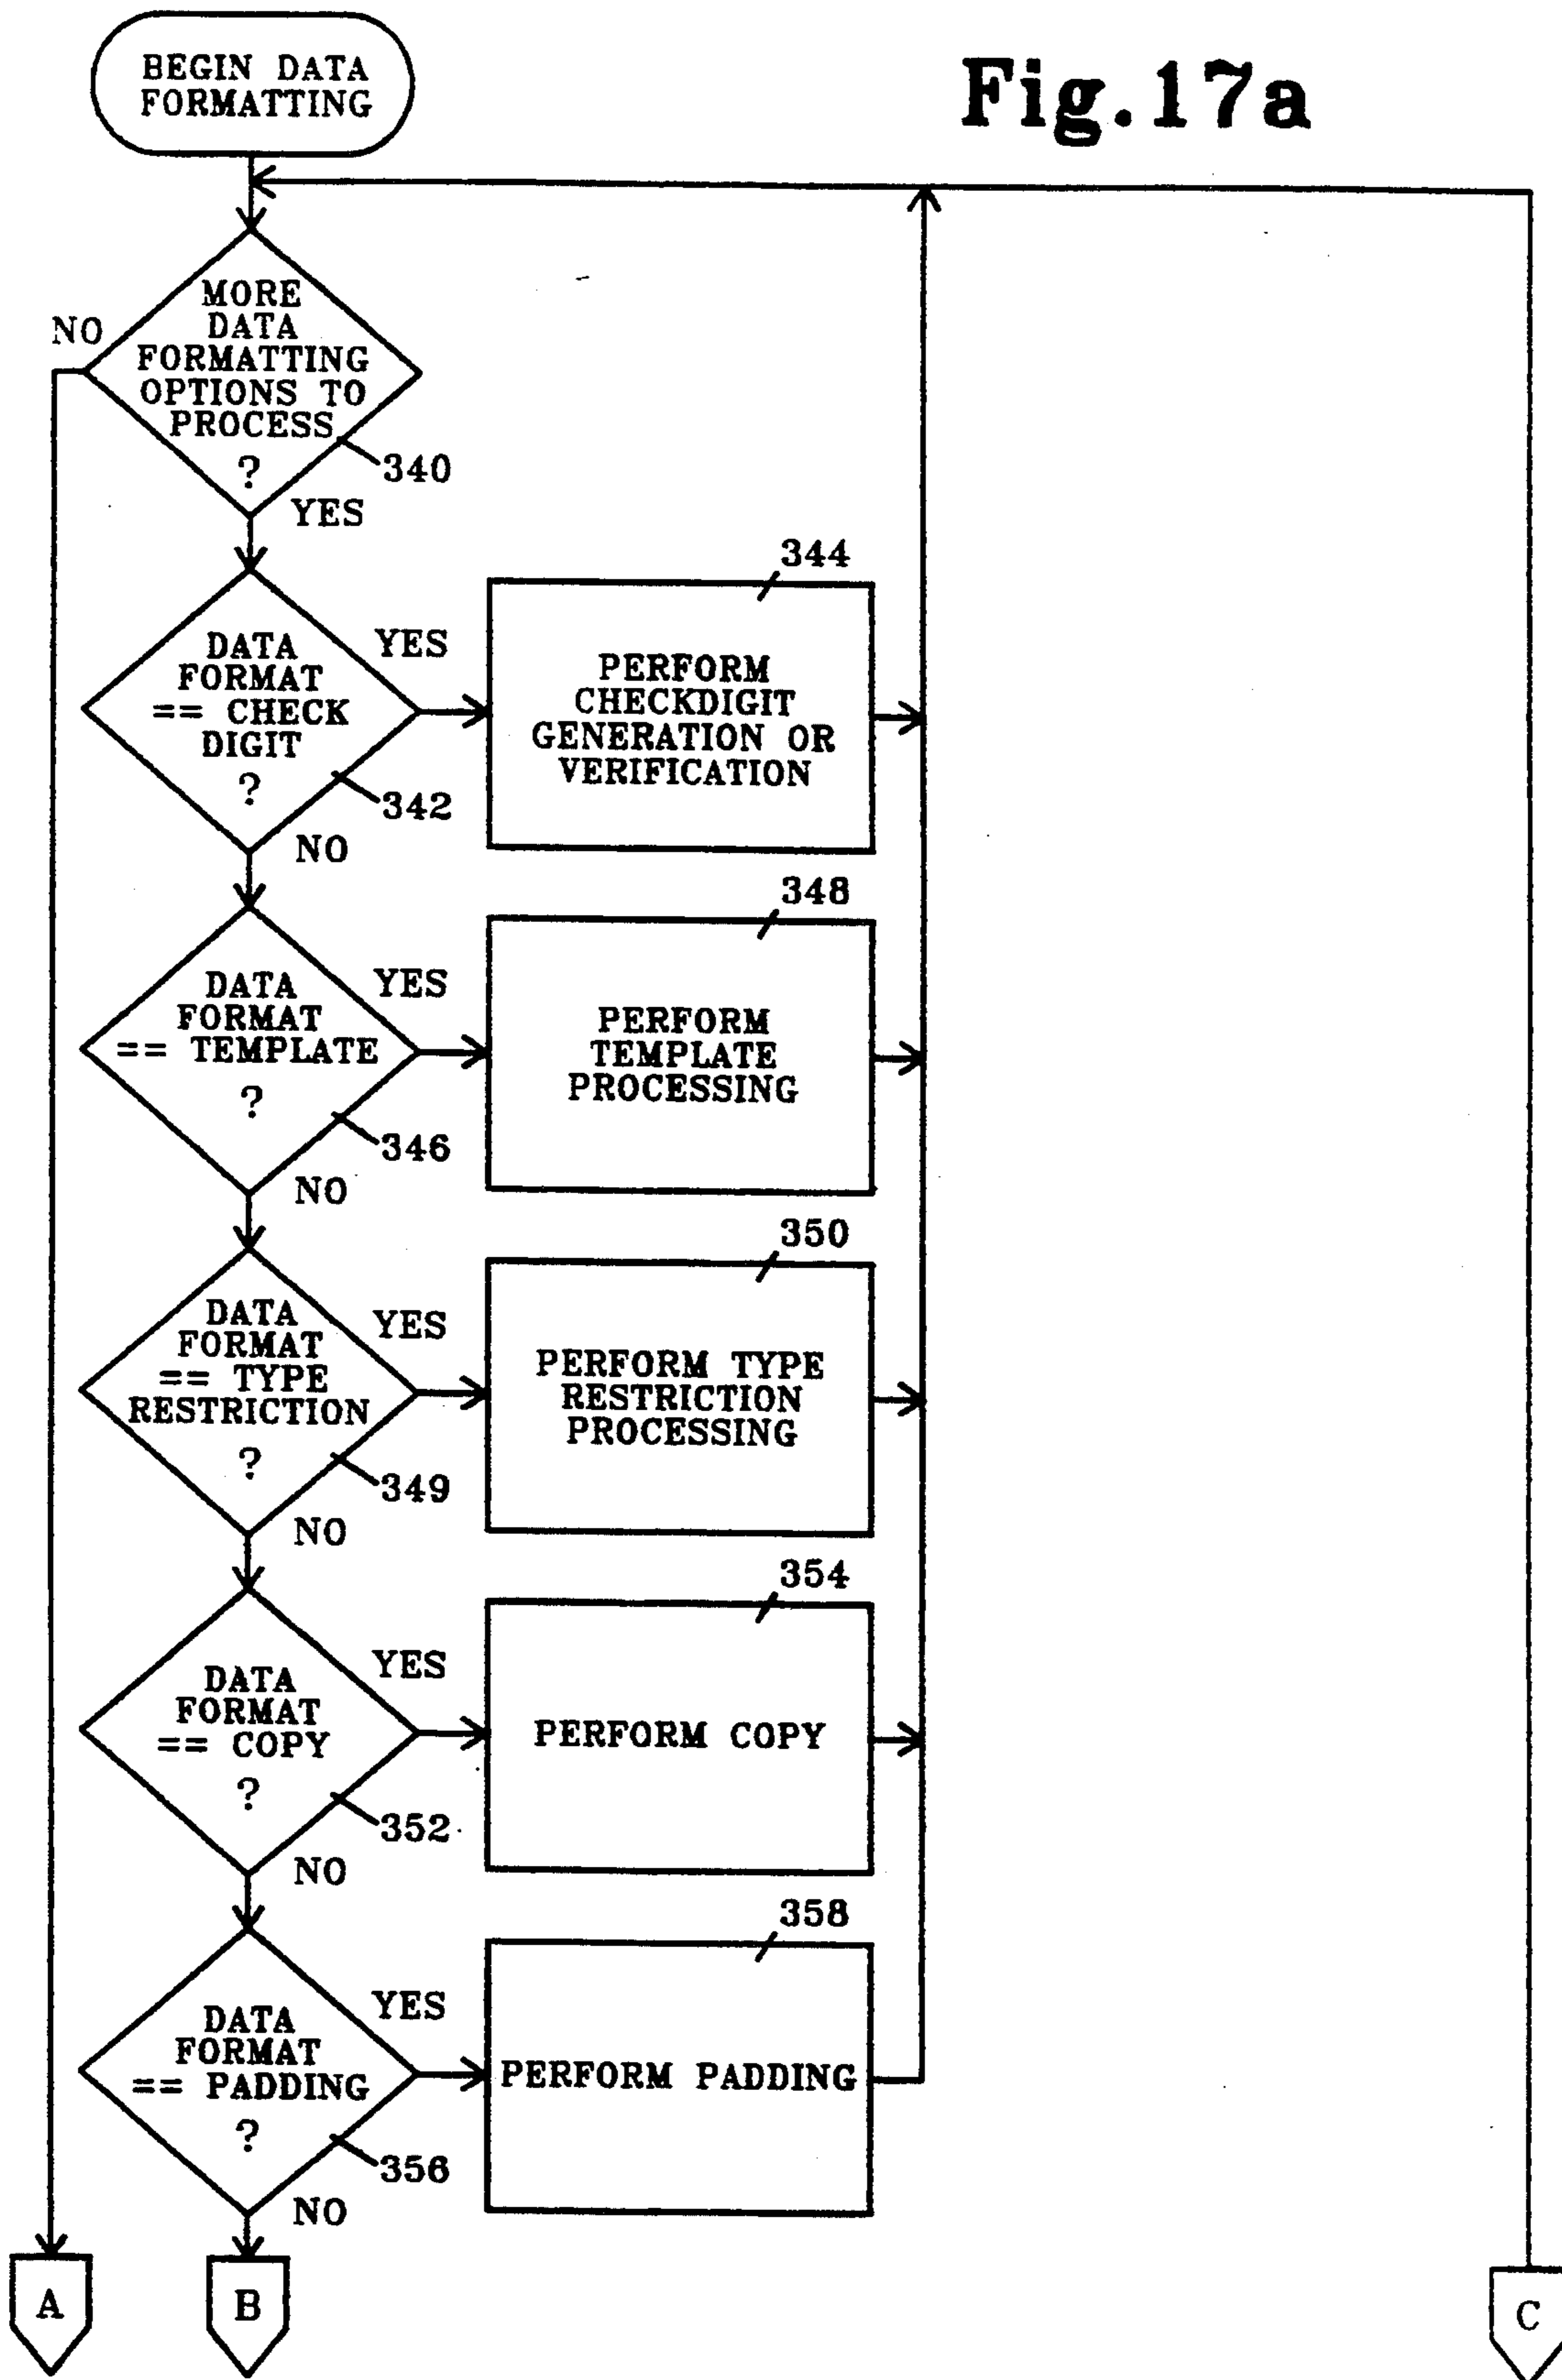 BEGIN DATA
FORMATTING
Fig.17a
MORE
DATA
FORMATTING
OPTIONS TO
PROCESS
?
NO
340
YES
DATA
FORMAT
== CHECK
DIGIT
?
YES
342
NO
344
PERFORM
CHECKDIGIT
GENERATION OR
VERIFICATION
DATA
FORMAT
== TEMPLATE
?
YES
346
NO
348
PERFORM
TEMPLATE
PROCESSING
DATA
FORMAT
== TYPE
RESTRICTION
?
YES
349
NO
350
PERFORM TYPE
RESTRICTION
PROCESSING
DATA
FORMAT
== COPY
?
YES
352
NO
354
PERFORM COPY
DATA
FORMAT
== PADDING
?
YES
356
NO
358
PERFORM PADDING
A
B
C